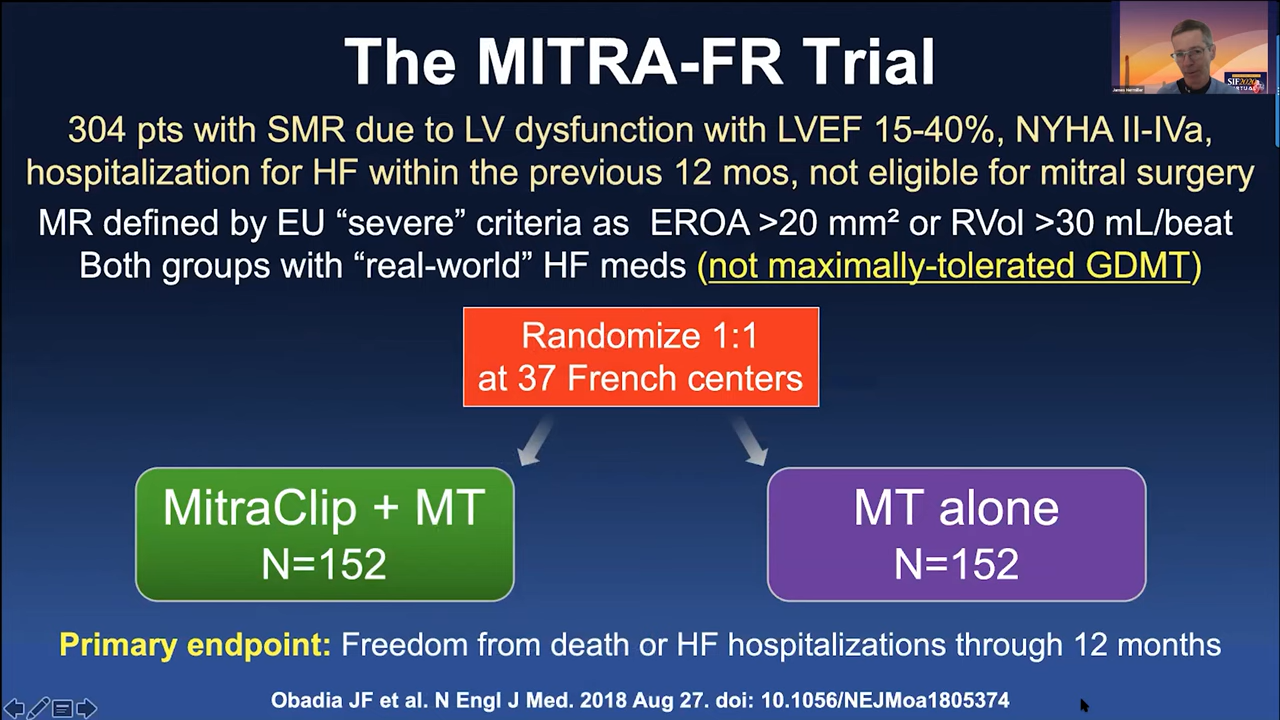 The MITRA-FR Trial
304 pts with SMR due to LV dysfunction with LVEF 15-40%, NYHA II-IVa,
hospitalization for HF within the previous 12 mos, not eligible for mitral surgery
MR defined by EU “severe” criteria as EROA >20 mm² or RVol >30 mL/beat
Both groups with “real-world” HF meds (not maximally-tolerated GDMT)
Randomize 1:1
at 37 French centers
MitraClip + MT
N=152
MT alone
N=152
Primary endpoint: Freedom from death or HF hospitalizations through 12 months
Obadia JF et al. N Engl J Med. 2018 Aug 27. doi: 10.1056/NEJMoa1805374